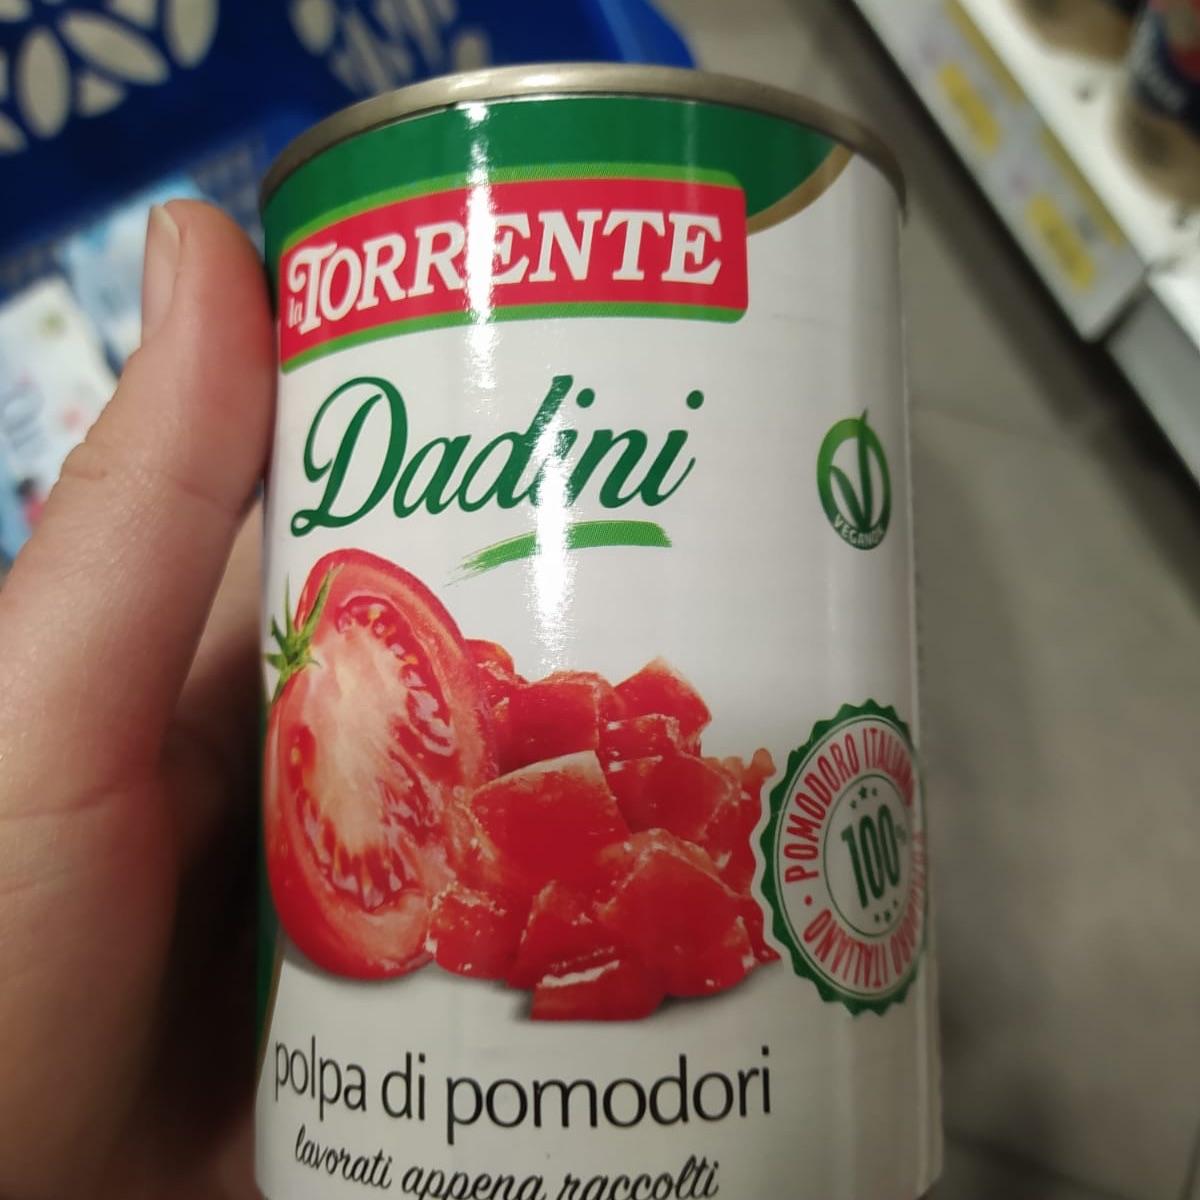 la TORRENTE
Dadini
VEGANOK
POMODORO ITALIANO • POMODORO ITALIANO
100%
polpa di pomodori
lavorati appena raccolti